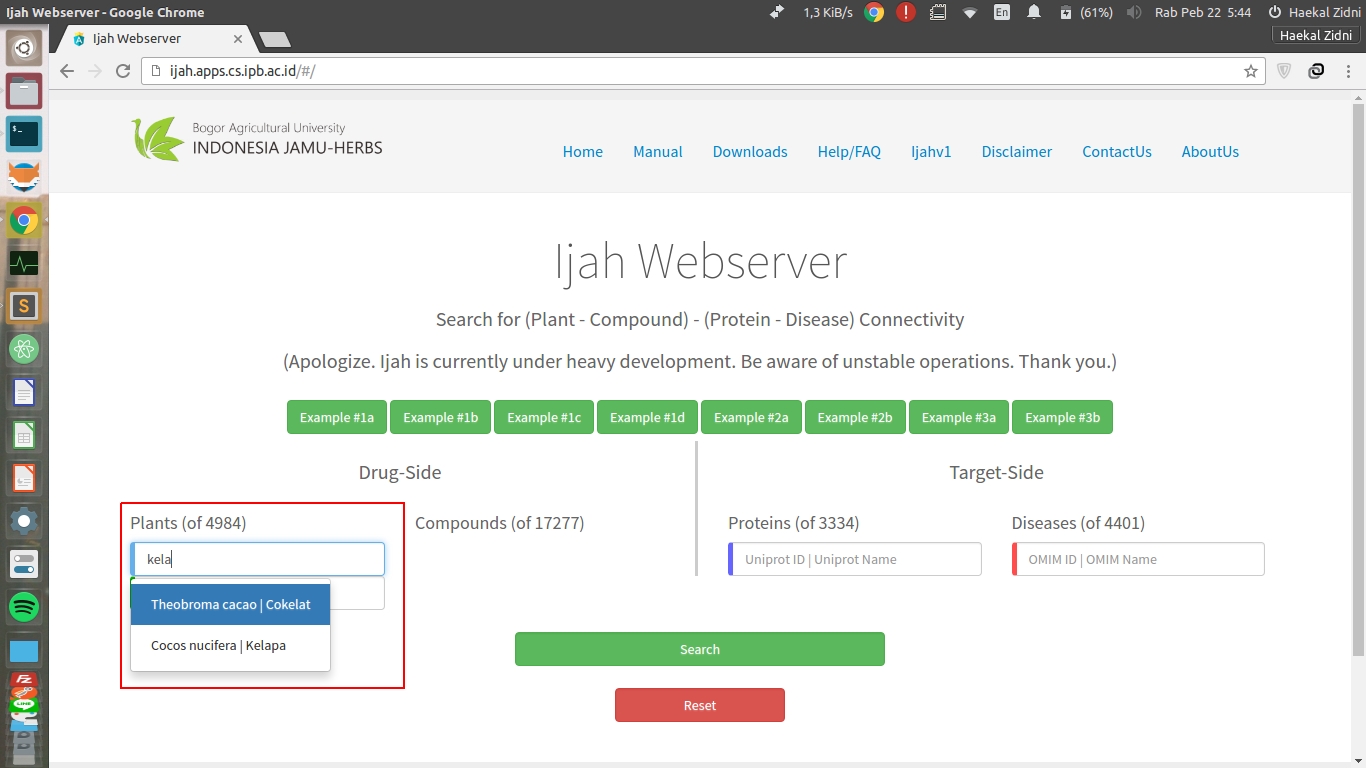 Ijah Webserver - Google Chrome
1,3 KiB/s
En
(61%)
Rab Peb 22 5:44
Haekal Zidni
Ijah Webserver
Haekal Zidni
ijah.apps.cs.ipb.ac.id/#/
Bogor Agricultural University
INDONESIA JAMU-HERBS
Home Manual Downloads Help/FAQ Ijahv1 Disclaimer ContactUs AboutUs
Ijah Webserver
Search for (Plant - Compound) - (Protein - Disease) Connectivity
(Apologize. Ijah is currently under heavy development. Be aware of unstable operations. Thank you.)
Example #1a Example #1b Example #1c Example #1d Example #2a Example #2b Example #3a Example #3b
Drug-Side Target-Side
Plants (of 4984) Compounds (of 17277) Proteins (of 3334) Diseases (of 4401)
kela Uniprot ID | Uniprot Name OMIM ID | OMIM Name
Theobroma cacao | Cokelat
Cocos nucifera | Kelapa
Search
Reset
S
FZ
LINE